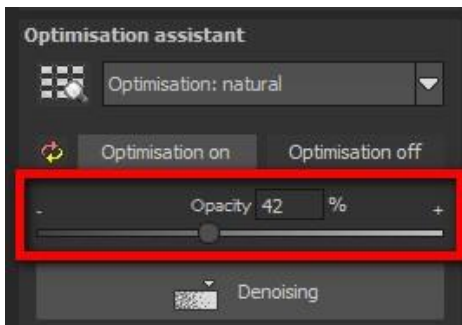 Optimisation assistant
Optimisation: natural
Optimisation on Optimisation off
- Opacity 42 % +
Denoising